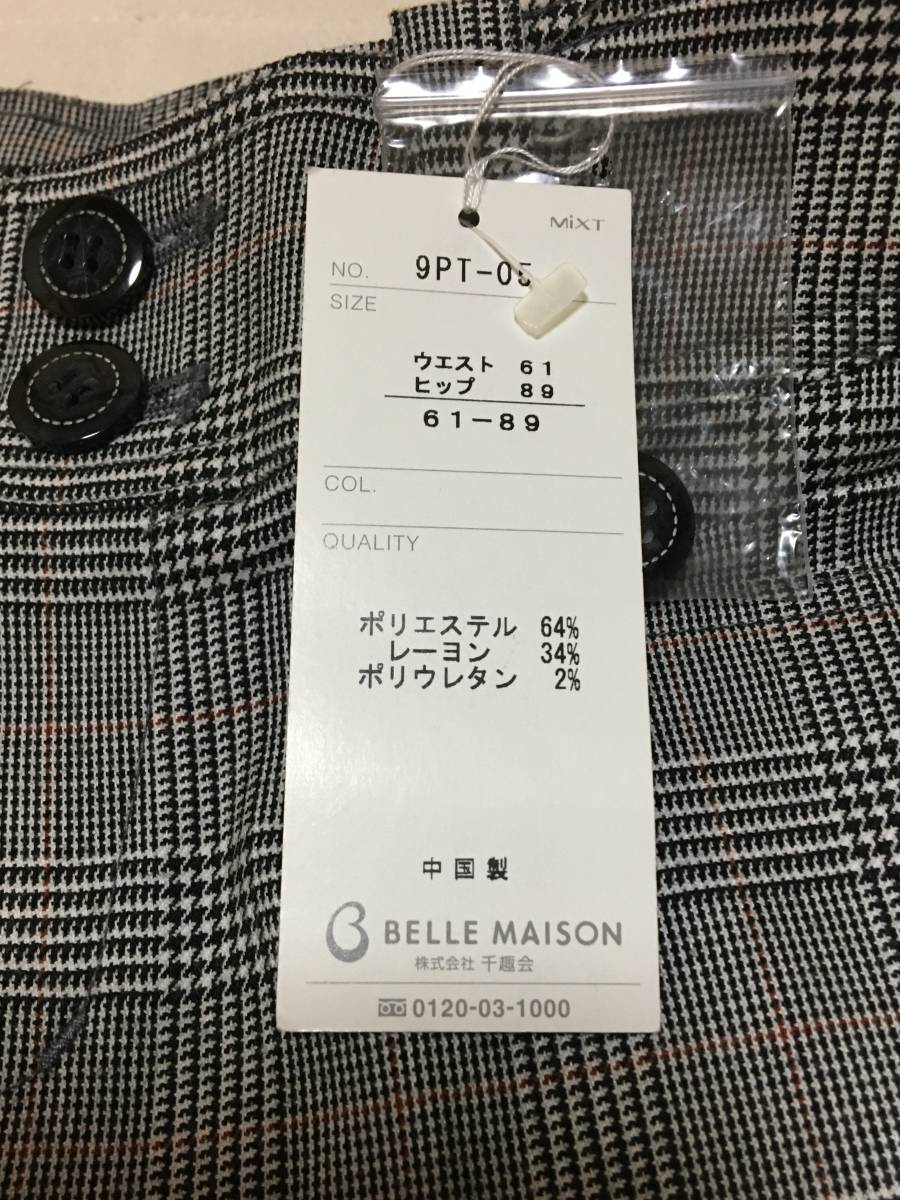 MiXT
NO. 9PT-05
SIZE
ウエスト 61
ヒップ 89
61-89
COL.
QUALITY
ポリエステル 64%
レーヨン 34%
ポリウレタン 2%
中国製
BELLE MAISON
株式会社 千趣会
0120-03-1000